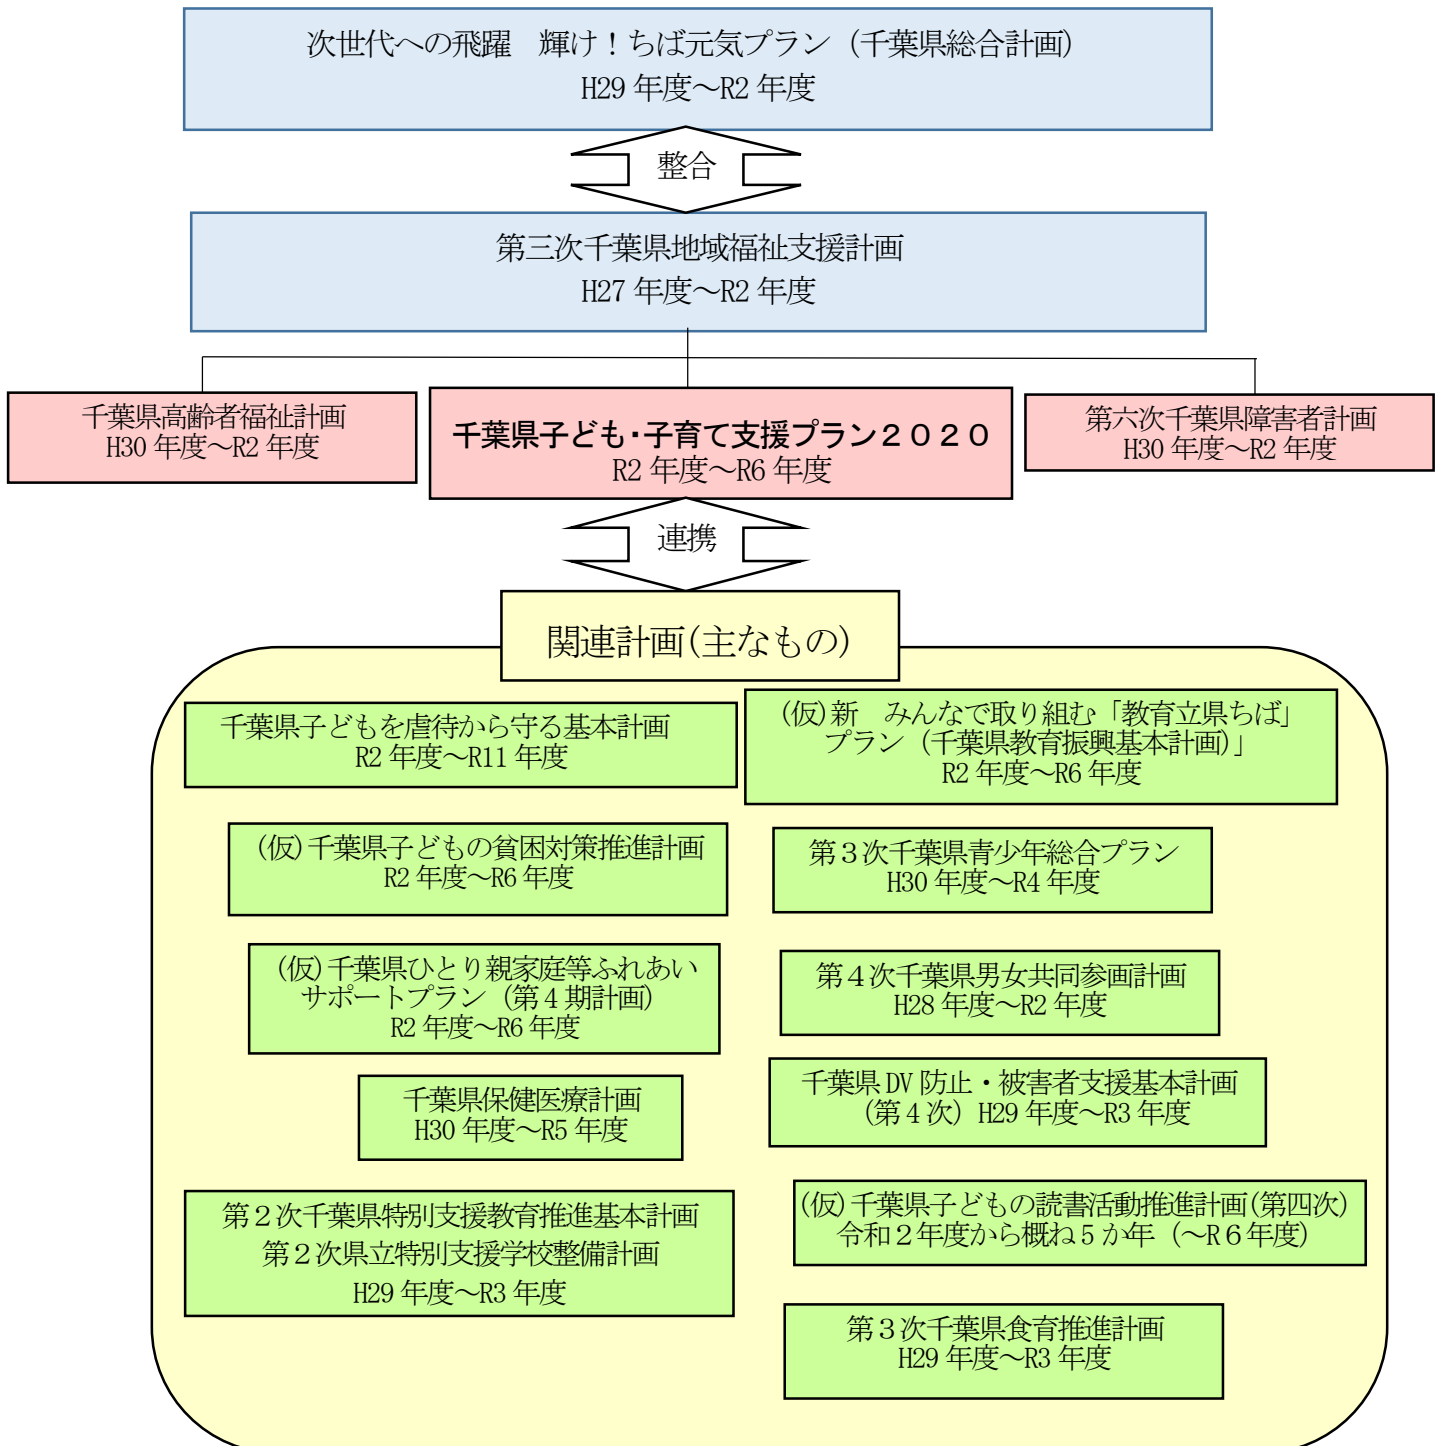 次世代への飛躍　輝け！ちば元気プラン（千葉県総合計画）
H29 年度～R2 年度
整合
第三次千葉県地域福祉支援計画
H27 年度～R2 年度
千葉県高齢者福祉計画
H30 年度～R2 年度
千葉県子ども・子育て支援プラン２０２０
R2 年度～R6 年度
第六次千葉県障害者計画
H30 年度～R2 年度
連携
関連計画(主なもの)
千葉県子どもを虐待から守る基本計画
R2 年度～R11 年度
(仮)新　みんなで取り組む「教育立県ちば」
プラン（千葉県教育振興基本計画)」
R2 年度～R6 年度
(仮)千葉県子どもの貧困対策推進計画
R2 年度～R6 年度
第３次千葉県青少年総合プラン
H30 年度～R4 年度
(仮)千葉県ひとり親家庭等ふれあい
サポートプラン（第４期計画）
R2 年度～R6 年度
第４次千葉県男女共同参画計画
H28 年度～R2 年度
千葉県保健医療計画
H30 年度～R5 年度
千葉県 DV 防止・被害者支援基本計画
（第４次）H29 年度～R3 年度
第２次千葉県特別支援教育推進基本計画
第２次県立特別支援学校整備計画
H29 年度～R3 年度
(仮)千葉県子どもの読書活動推進計画(第四次)
令和２年度から概ね５か年（～R６年度）
第３次千葉県食育推進計画
H29 年度～R3 年度